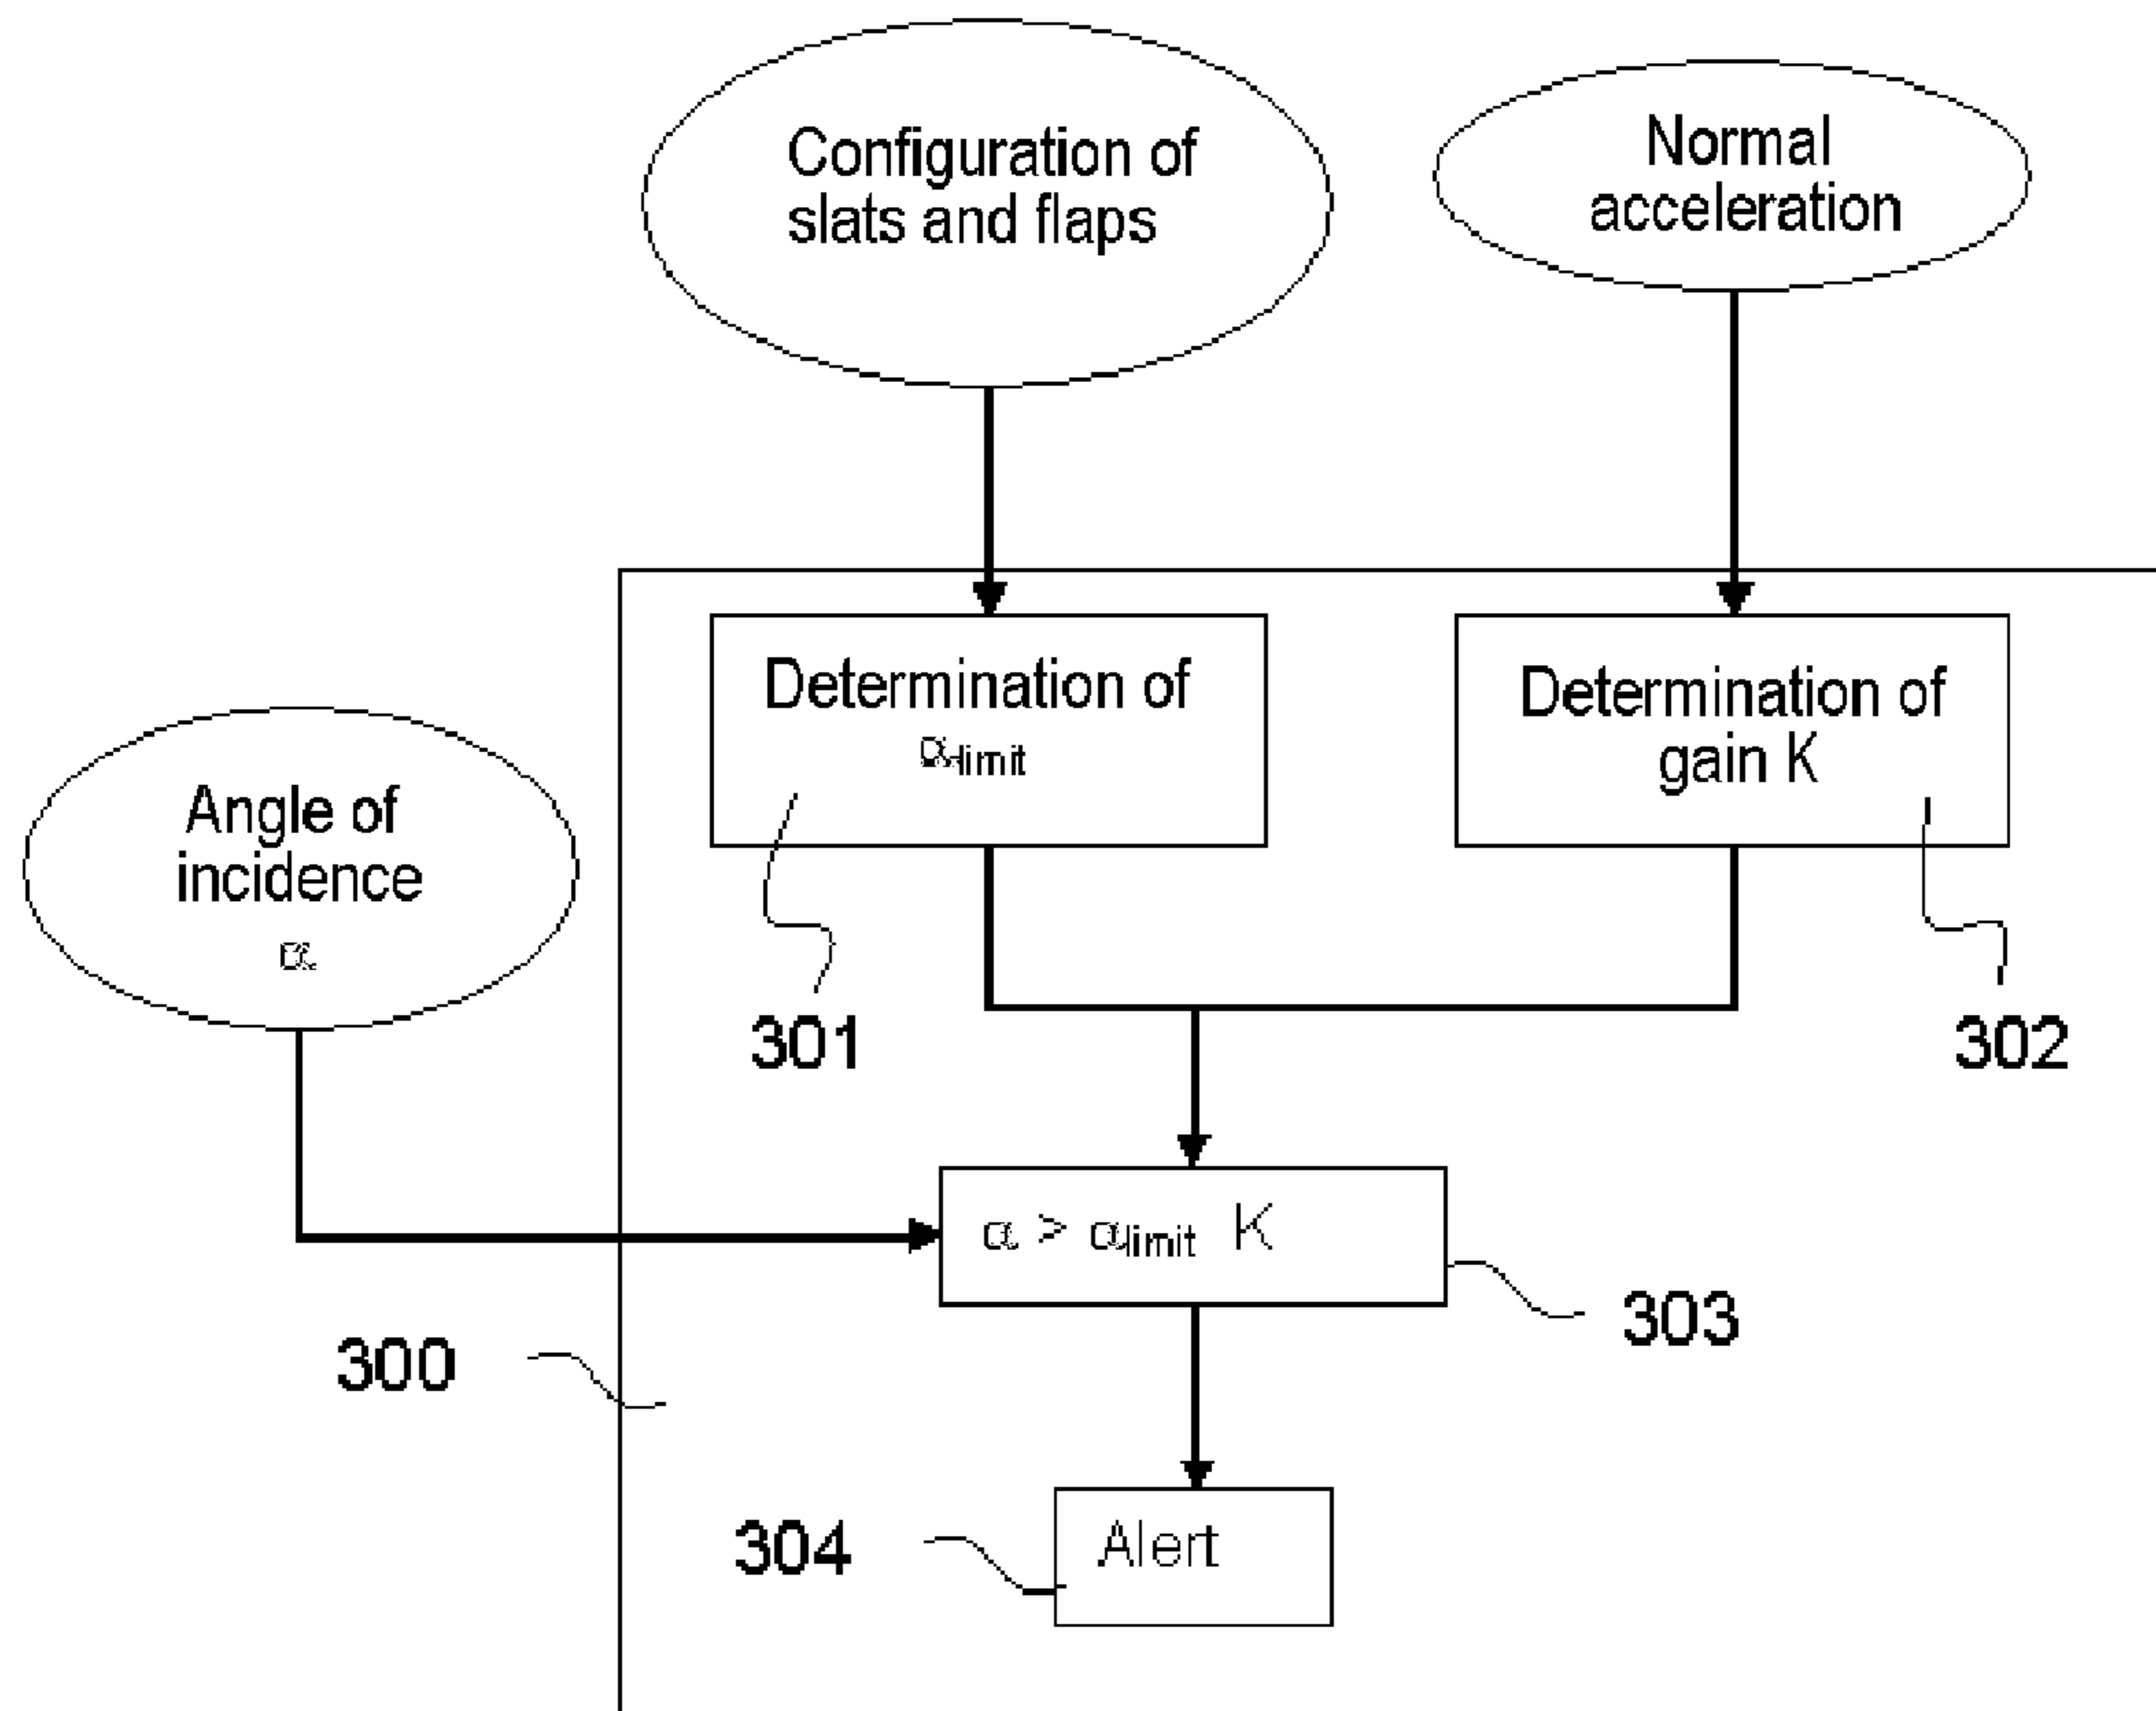 Configuration of
slats and flaps
Normal
acceleration
Determination of
αlimit
Determination of
gain K
Angle of
incidence
α
301
302
α > αlimit K
303
300
304
Alert